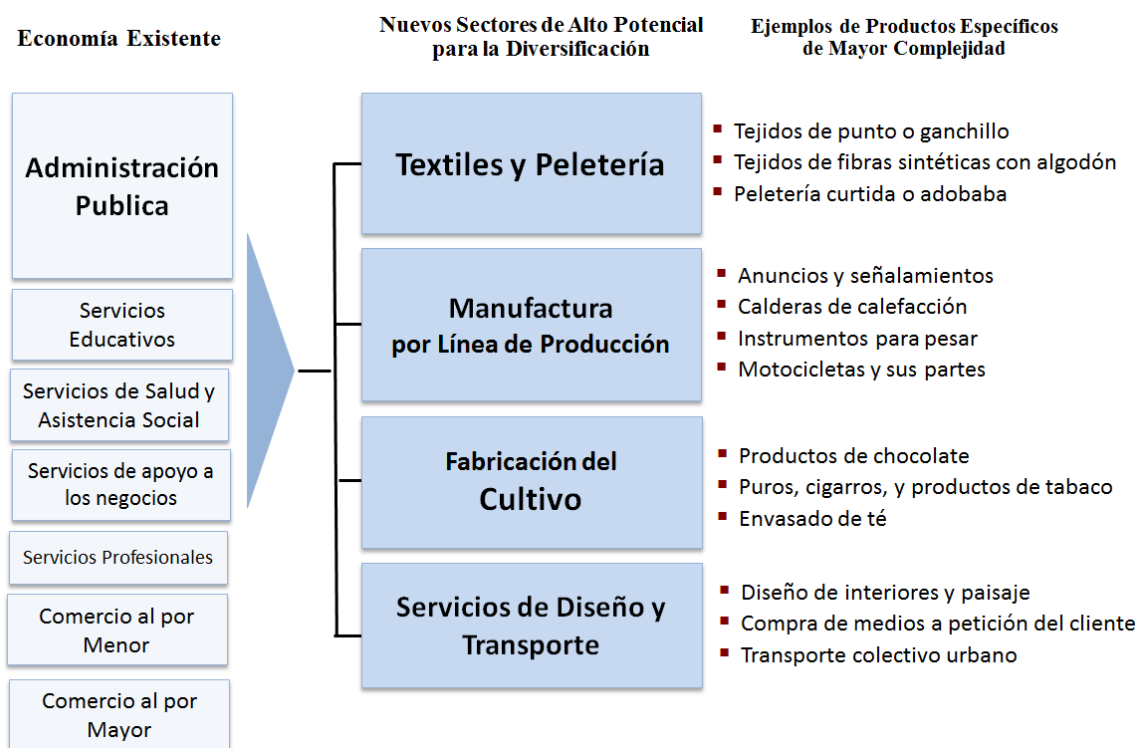 Economía Existente
Nuevos Sectores de Alto Potencial
para la Diversificación
Ejemplos de Productos Específicos
de Mayor Complejidad
Administración
Publica
Servicios
Educativos
Servicios de Salud y
Asistencia Social
Servicios de apoyo a
los negocios
Servicios Profesionales
Comercio al por
Menor
Comercio al por
Mayor
Textiles y Peletería
▪ Tejidos de punto o ganchillo
▪ Tejidos de fibras sintéticas con algodón
▪ Peletería curtida o adobaba
Manufactura
por Línea de Producción
▪ Anuncios y señalamientos
▪ Calderas de calefacción
▪ Instrumentos para pesar
▪ Motocicletas y sus partes
Fabricación del
Cultivo
▪ Productos de chocolate
▪ Puros, cigarros, y productos de tabaco
▪ Envasado de té
Servicios de Diseño y
Transporte
▪ Diseño de interiores y paisaje
▪ Compra de medios a petición del cliente
▪ Transporte colectivo urbano